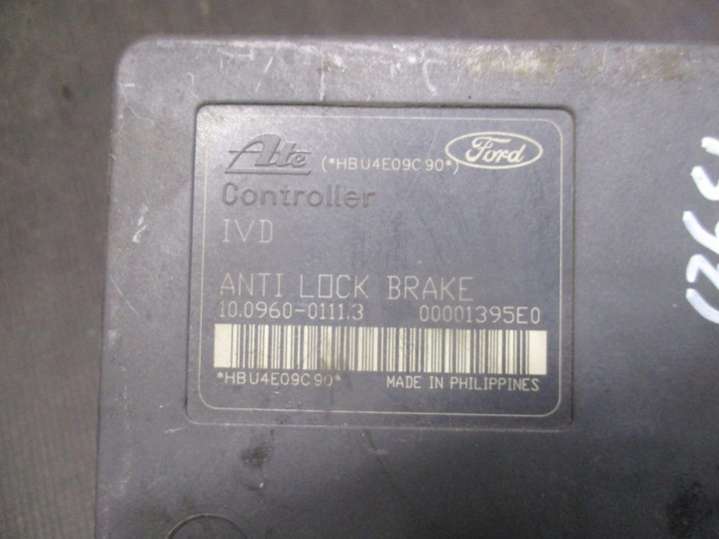 Ate (*HBU4E09C90*) Ford
Controller
IVD
ANTI LOCK BRAKE
10.0960-0111.3 00001395E0
*HBU4E09C90* MADE IN PHILIPPINES